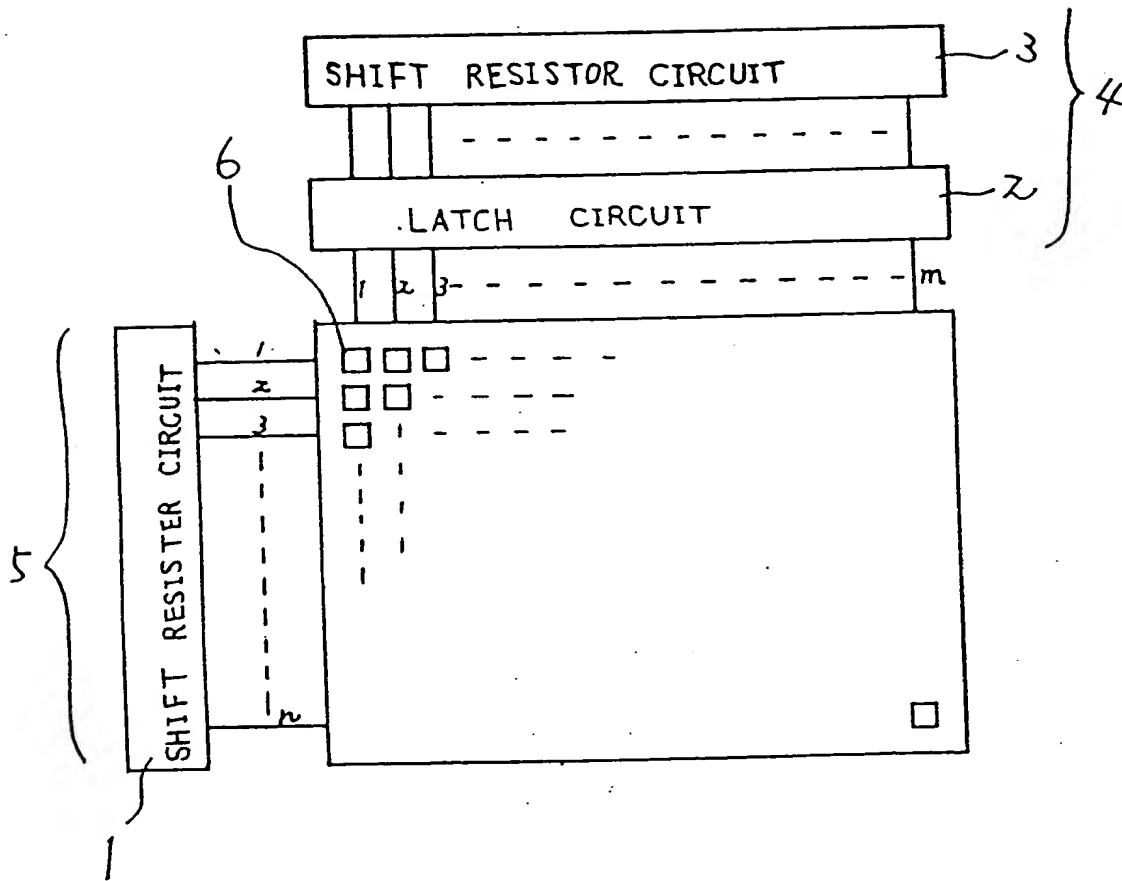 SHIFT RESISTOR CIRCUIT
3
4
6
LATCH CIRCUIT
2
1 2 3 m
5
SHIFT RESISTER CIRCUIT
1
2
3
n
1